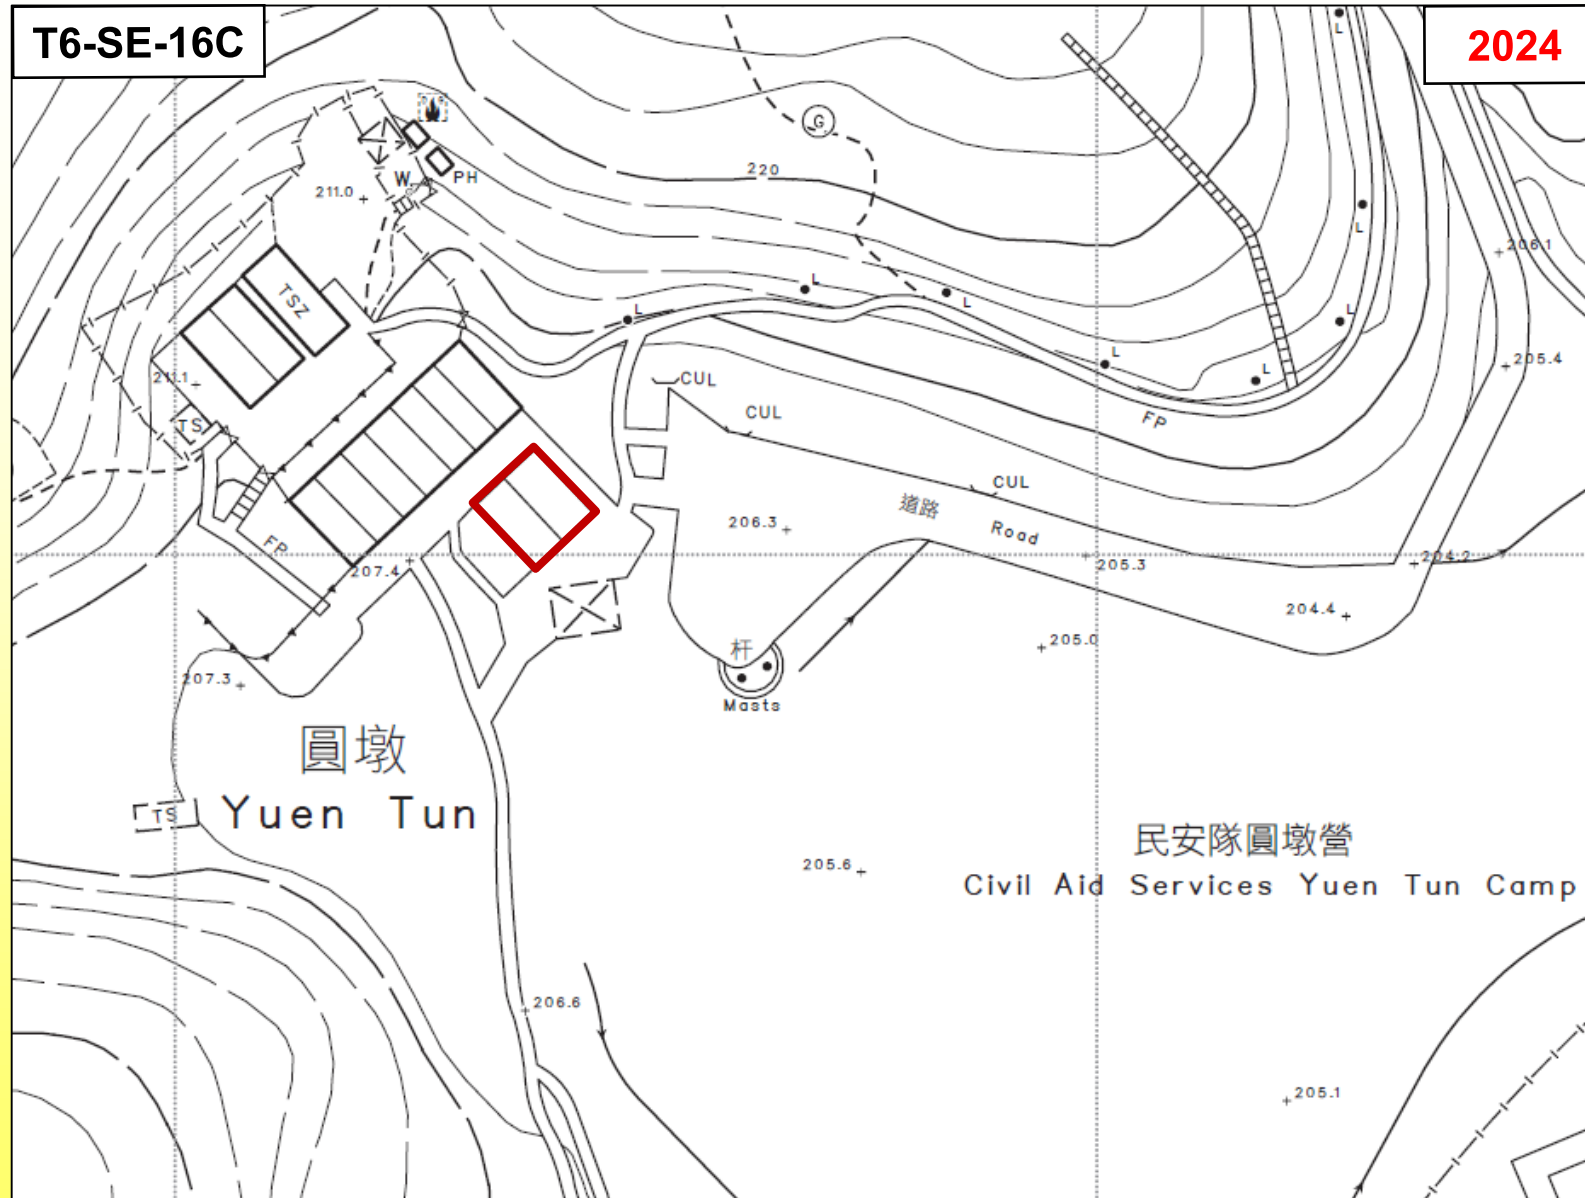 T6-SE-16C
2024
L
G
220
PH
W
211.0
L
L
206.1
TSZ
L
L
L
L
L
205.4
211.1
CUL
CUL
TS
FP
CUL
道路
Road
206.3
FP
207.4
205.3
204.2
204.4
205.0
杆
Masts
207.3
圓墩
Yuen Tun
TS
民安隊圓墩營
Civil Aid Services Yuen Tun Camp
205.6
206.6
205.1